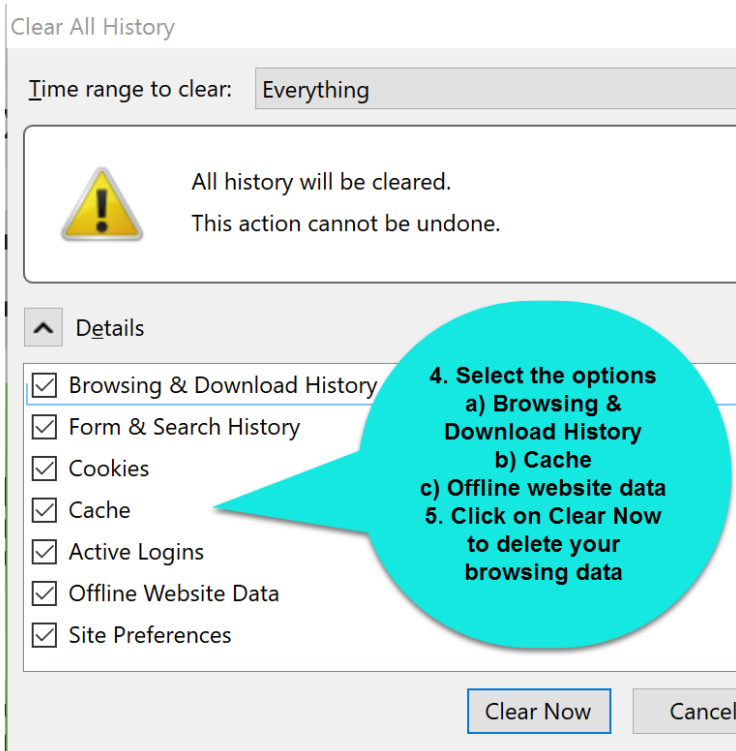 Clear All History
Time range to clear: Everything
All history will be cleared.
This action cannot be undone.
Details
Browsing & Download History
Form & Search History
Cookies
Cache
Active Logins
Offline Website Data
Site Preferences
4. Select the options
a) Browsing &
Download History
b) Cache
c) Offline website data
5. Click on Clear Now
to delete your
browsing data
Clear Now
Cancel